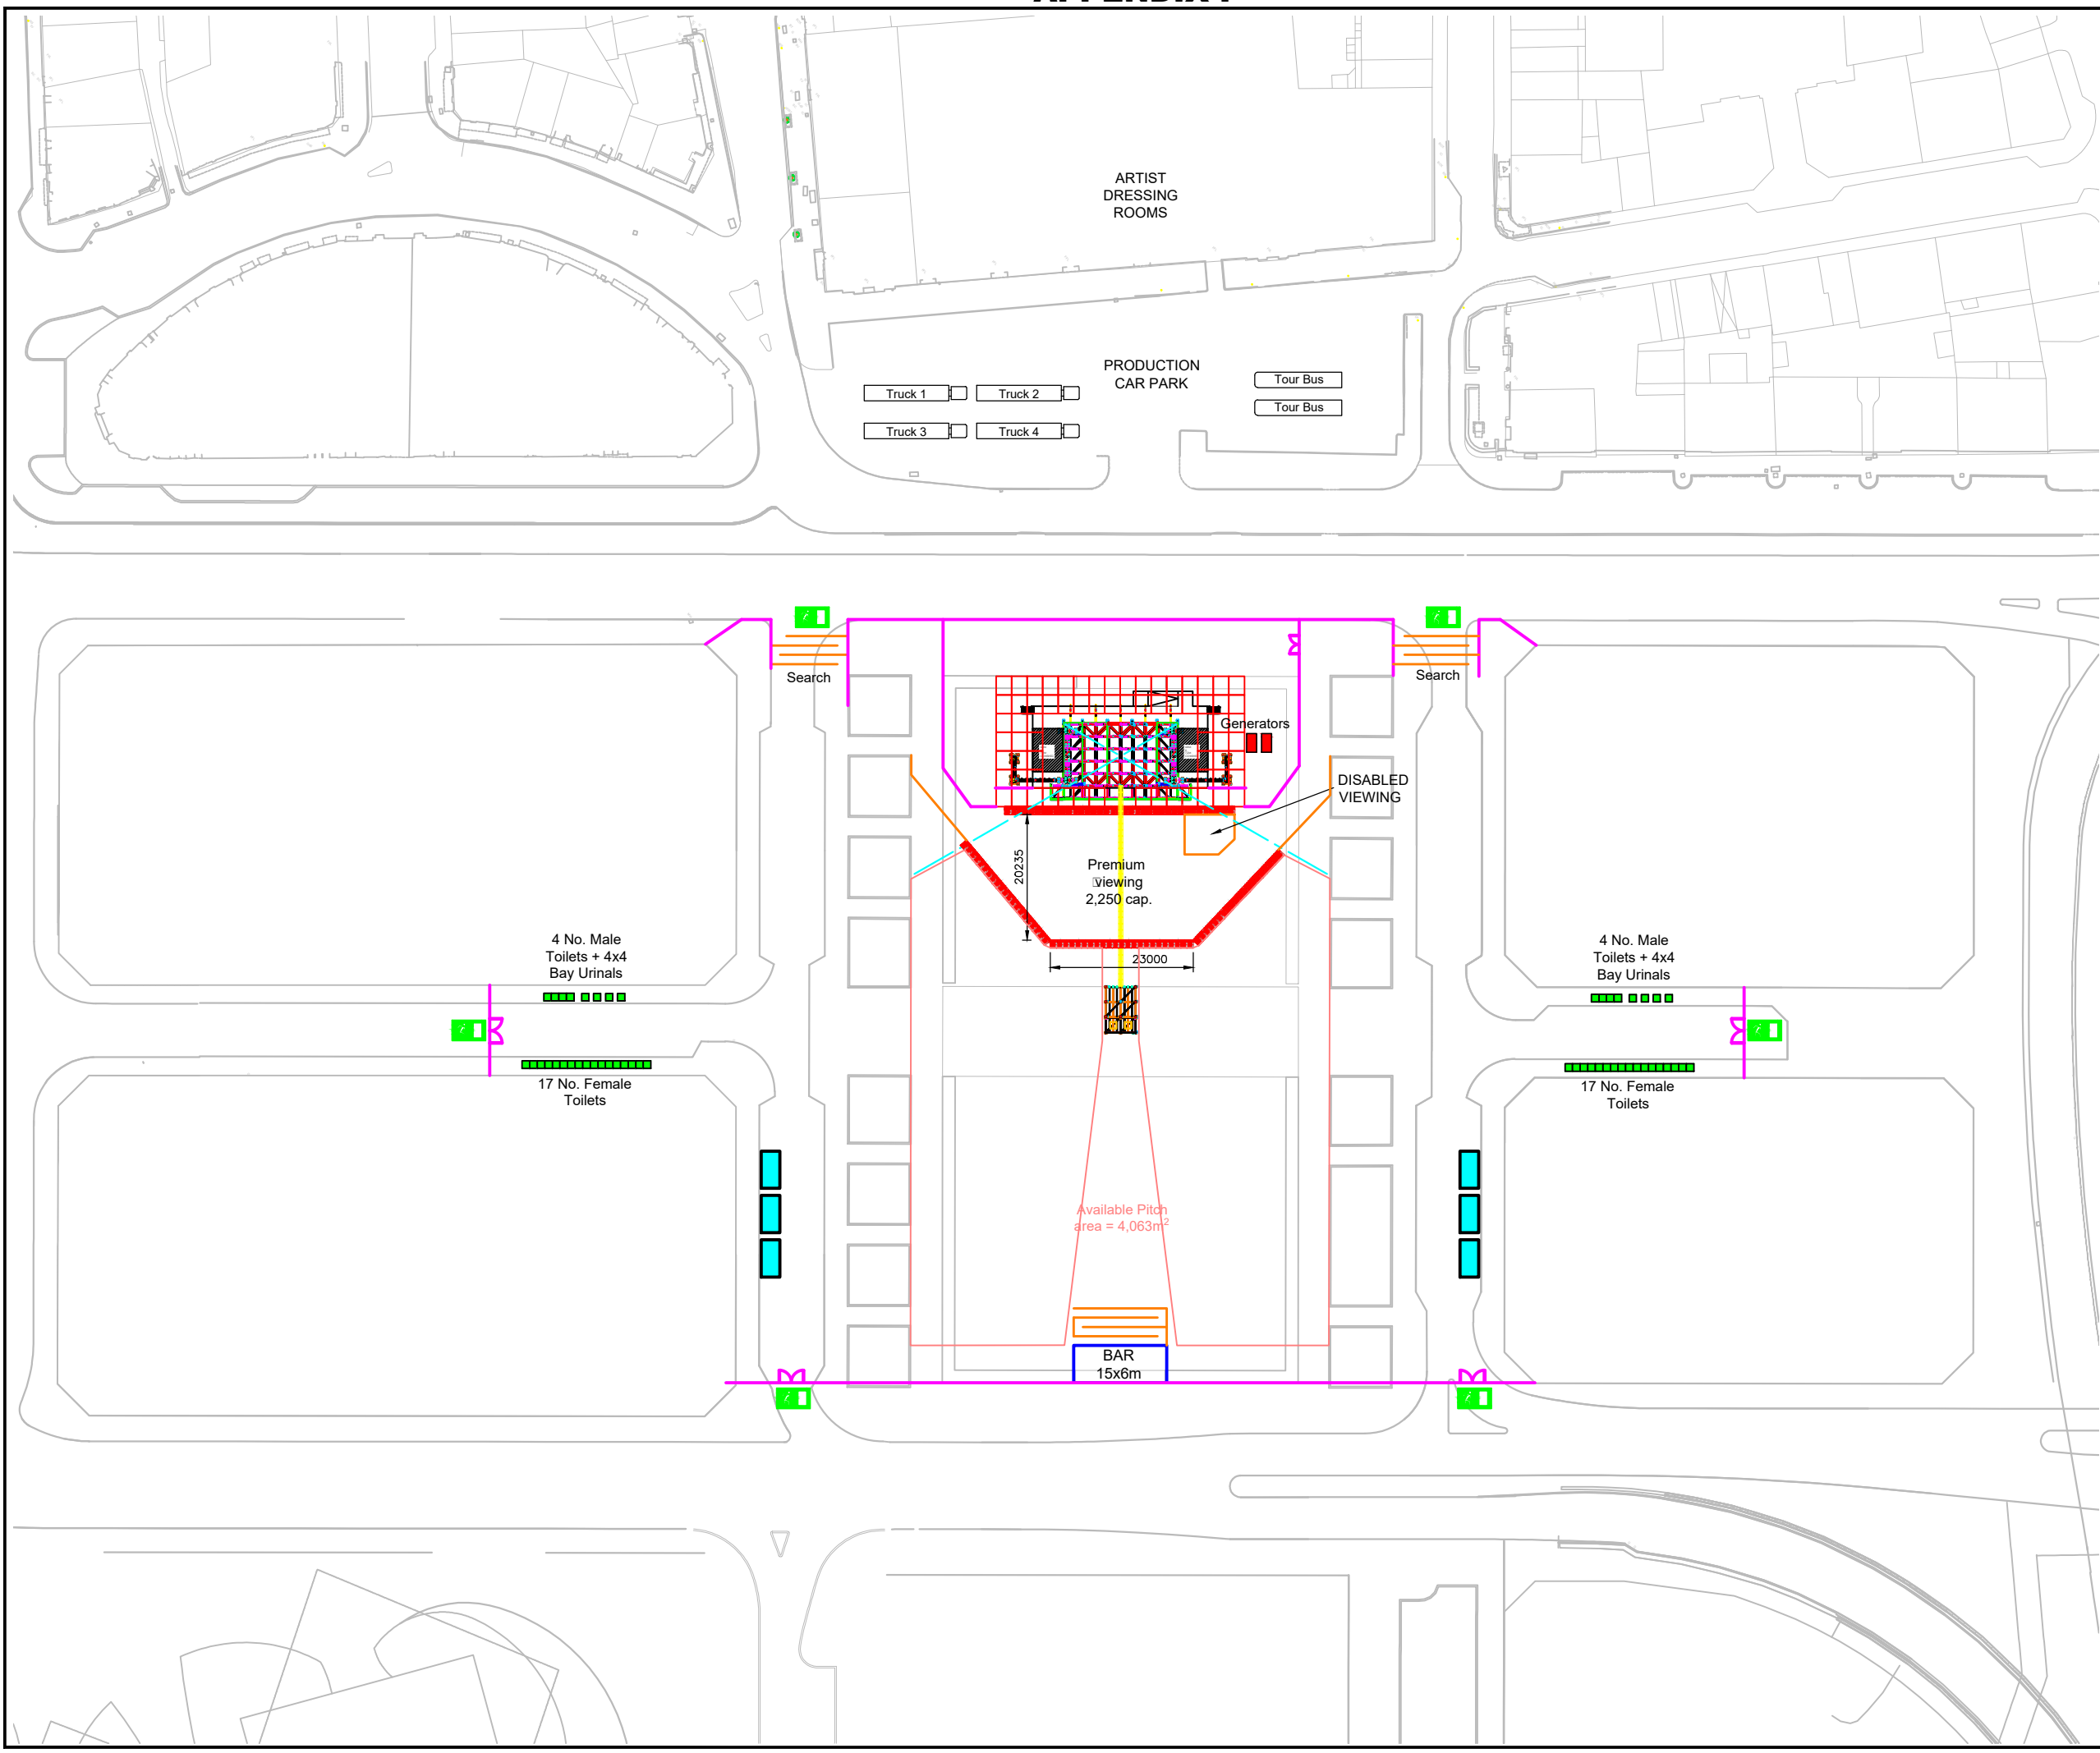 ARTIST
DRESSING
ROOMS
PRODUCTION
CAR PARK
Truck 1
Truck 2
Tour Bus
Truck 3
Truck 4
Tour Bus
Search
Search
Generators
DISABLED
VIEWING
20235
Premium
viewing
2,250 cap.
23000
4 No. Male
Toilets + 4x4
Bay Urinals
4 No. Male
Toilets + 4x4
Bay Urinals
17 No. Female
Toilets
17 No. Female
Toilets
Available Pitch
area = 4,063m²
BAR
15x6m